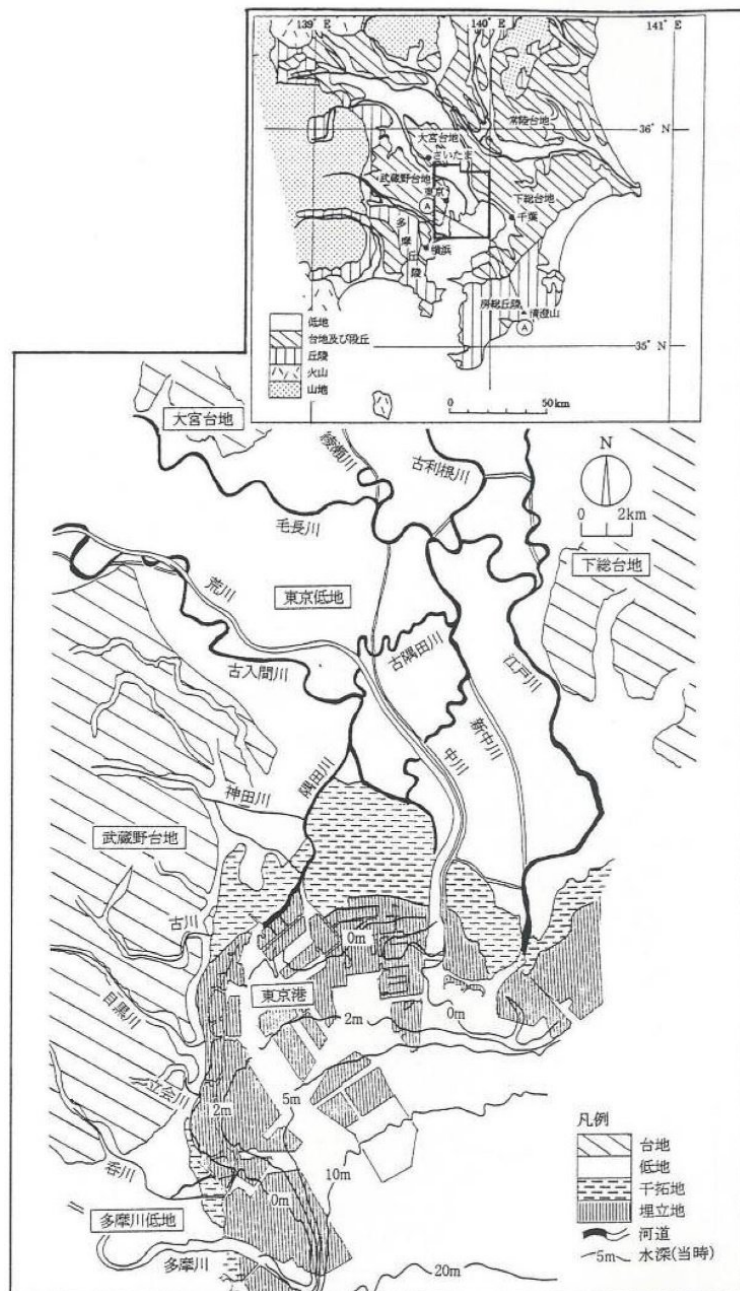 139° E
140° E
141° E
36°
常陸台地
大宮台地
さいたま
武蔵野台地
東京
下総台地
A
千葉
多摩丘陵
横浜
房総丘陵
清澄山
A
35° N
低地
台地及び段丘
丘陵
火山
山地
0 50km
大宮台地
綾瀬川
古利根川
N
0 2km
毛長川
下総台地
荒川
東京低地
古隅田川
古入間川
江戸川
新中川
隅田川
中川
神田川
武蔵野台地
古川
0m
東京港
目黒川
2m
0m
立会川
2m
5m
凡例
台地
呑川
10m
低地
0m
干拓地
多摩川低地
埋立地
河道
多摩川
5m 水深(当時)
20m